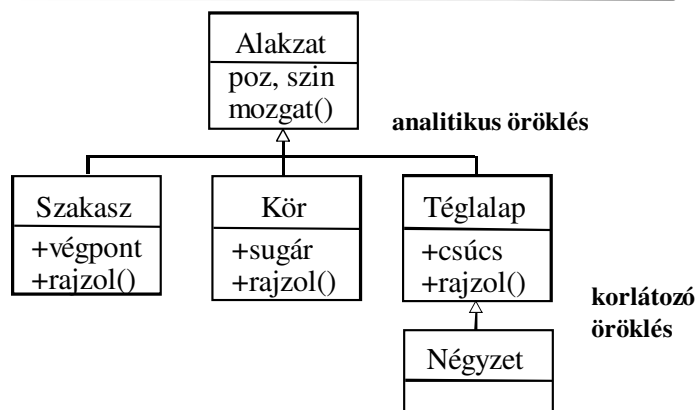 Alakzat
poz, szin
mozgat()
analitikus öröklés
Szakasz
+végpont
+rajzol()
Kör
+sugár
+rajzol()
Téglalap
+csúcs
+rajzol()
korlátozó
öröklés
Négyzet